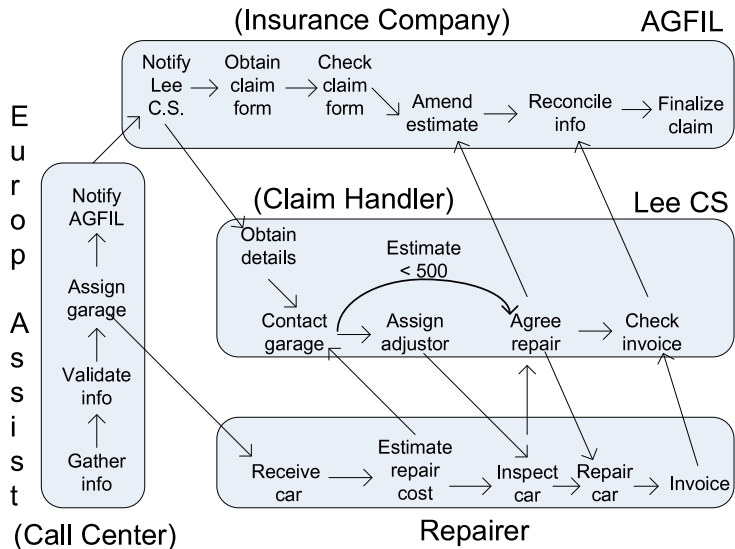 (Insurance Company)
AGFIL
Notify
Lee
C.S.
Obtain
claim
form
Check
claim
form
Amend
estimate
Reconcile
info
Finalize
claim
Europ Assist
Notify
AGFIL
Assign
garage
Validate
info
Gather
info
(Call Center)
(Claim Handler)
Lee CS
Obtain
details
Estimate
< 500
Contact
garage
Assign
adjustor
Agree
repair
Check
invoice
Receive
car
Estimate
repair
cost
Inspect
car
Repair
car
Invoice
Repairer